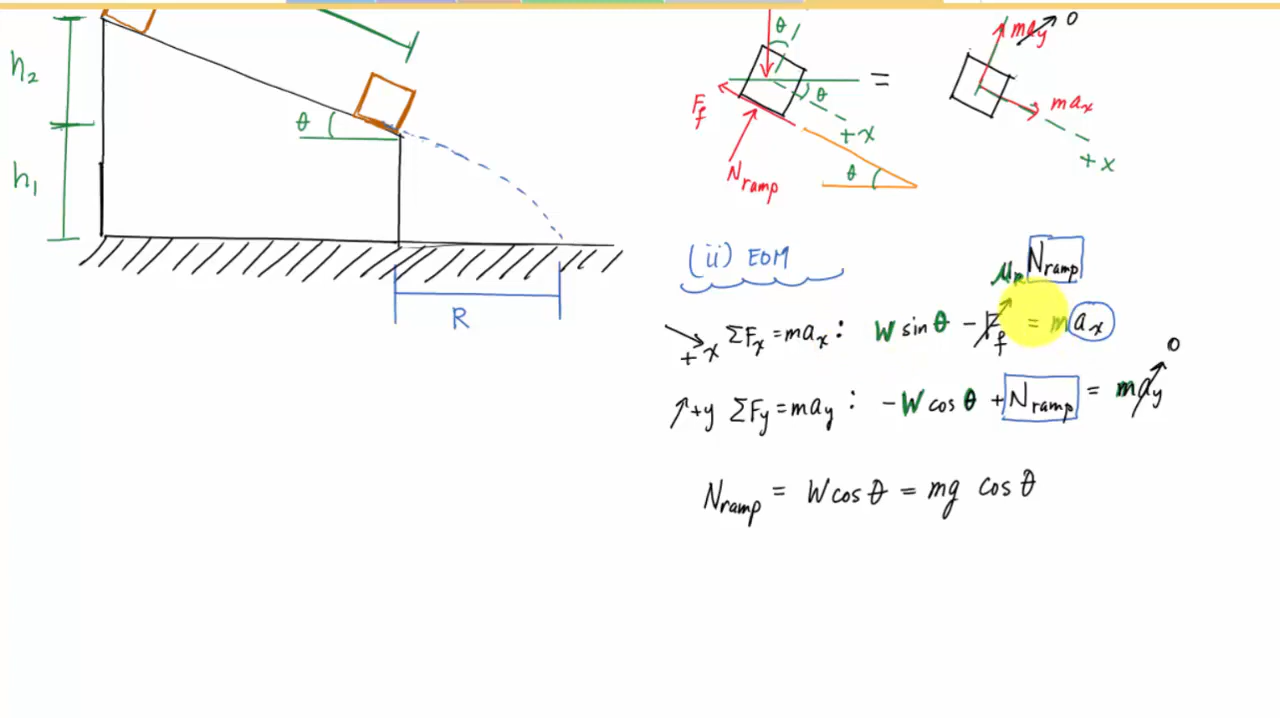 h₂
θ
h₁
R
θ
may 0
=
θ
max
Ff
+x
+x
Nramp
θ
(ii) EOM
μk Nramp
+x ΣFx = max : W sin θ - Ff = max
0
+y ΣFy = may : - W cos θ + Nramp = may
Nramp = W cos θ = mg cos θ